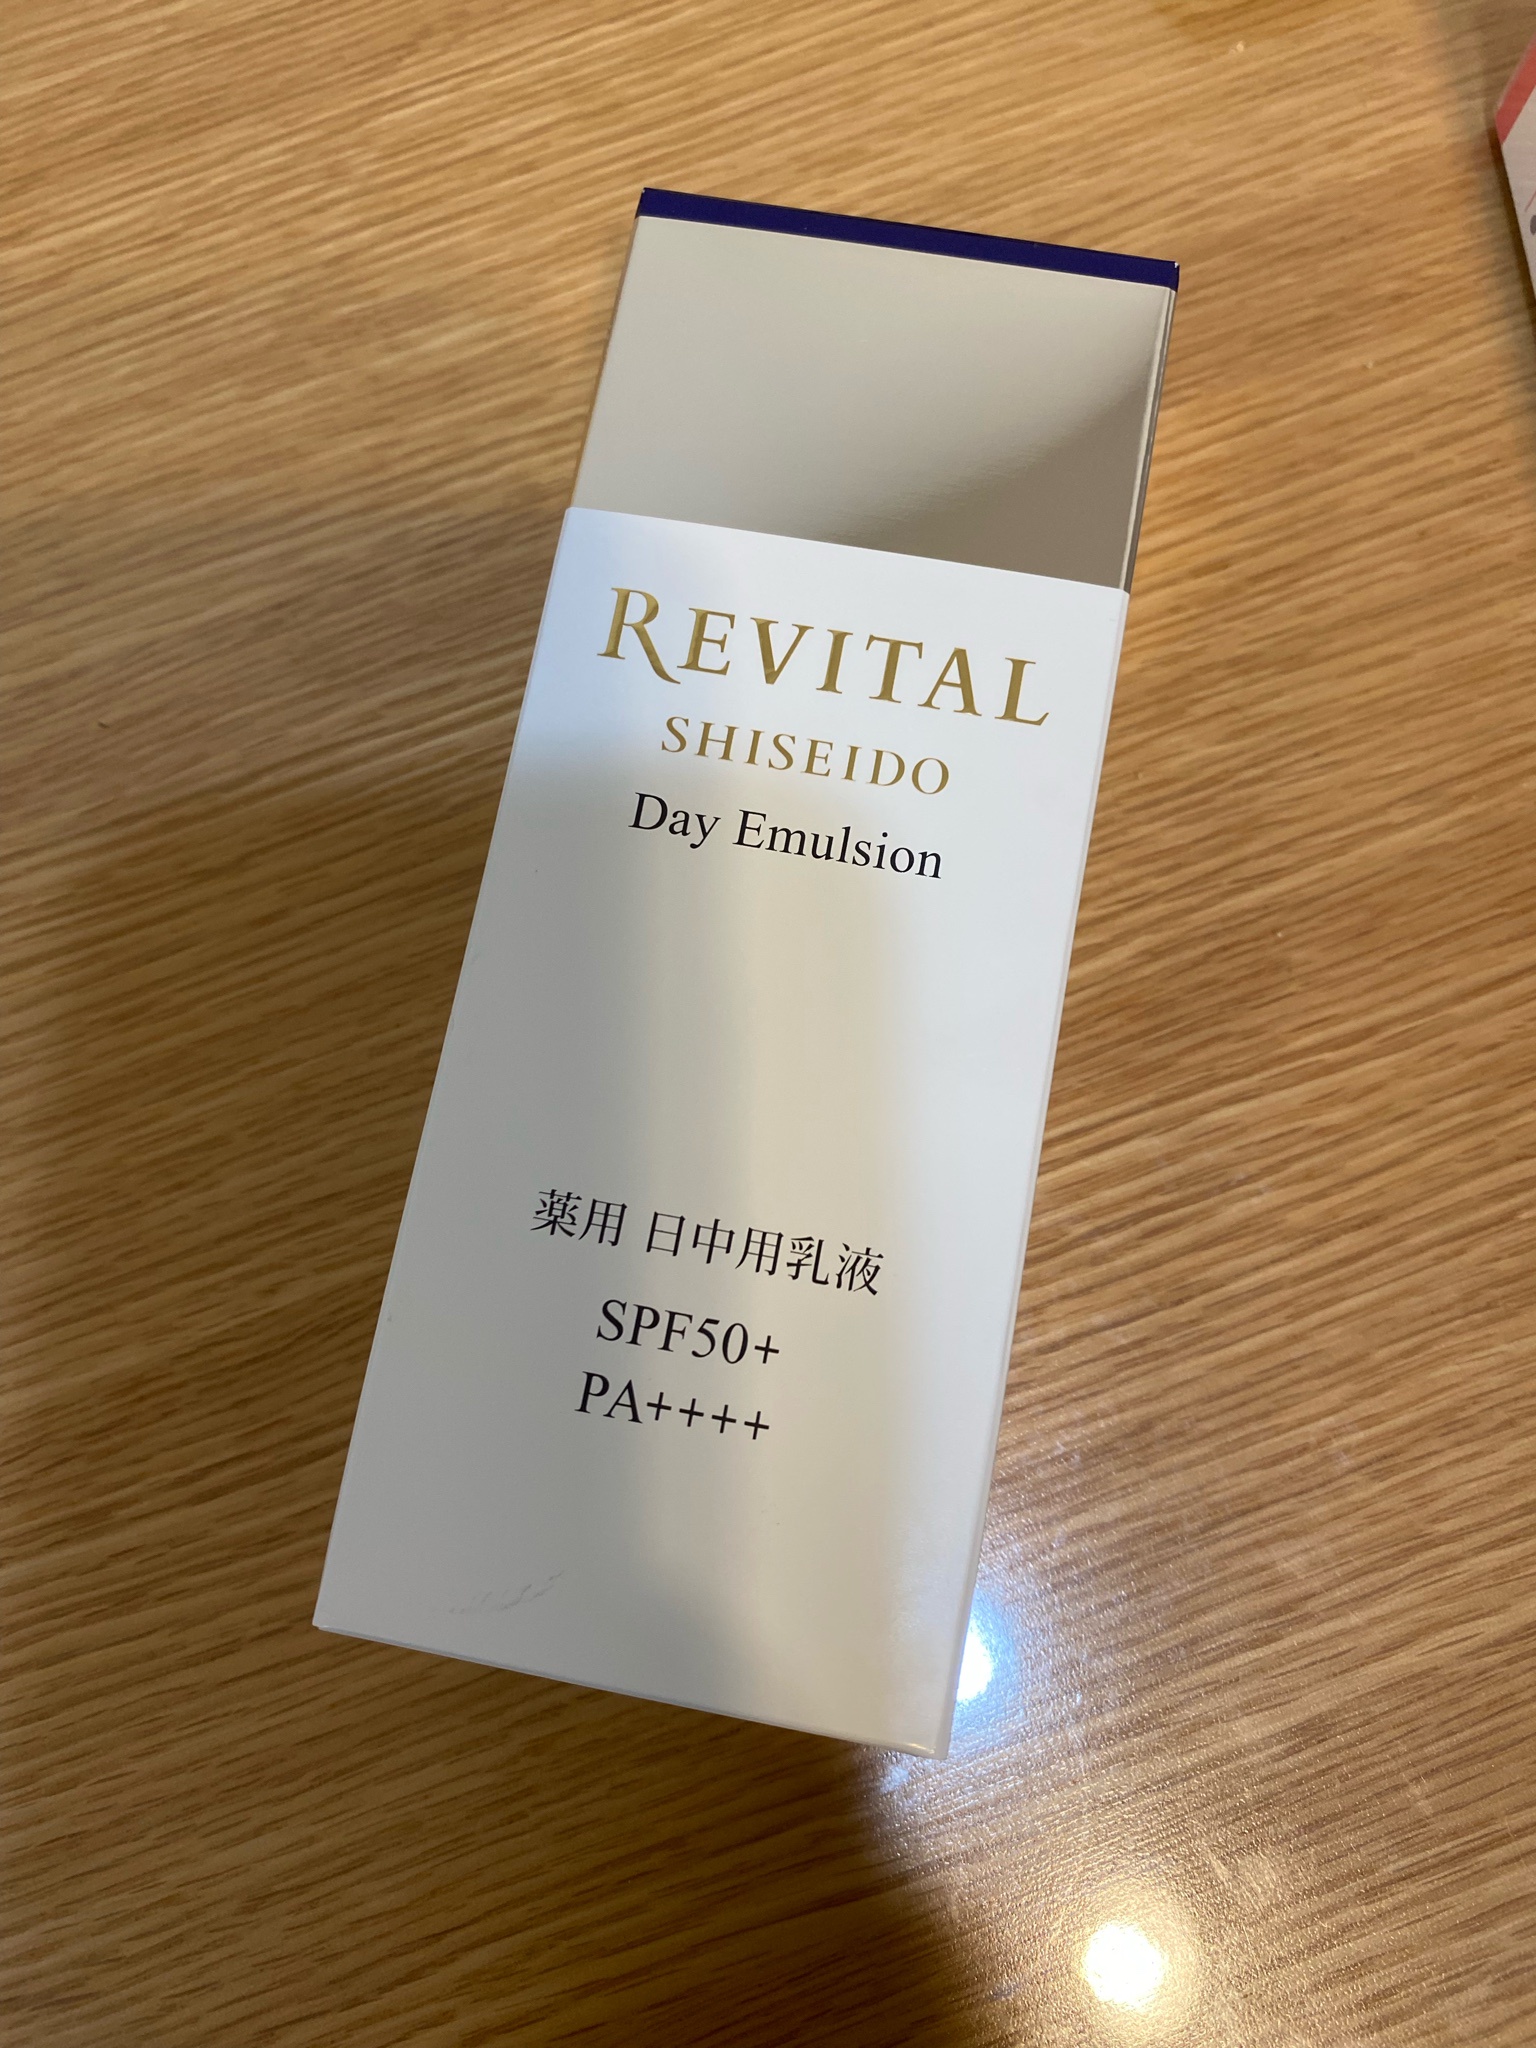 REVITAL
SHISEIDO
Day Emulsion
薬用 日中用乳液
SPF50+
PA++++